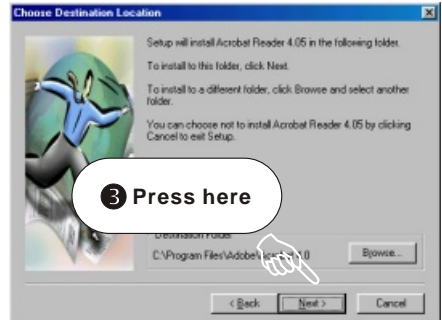 Choose Destination Location
Setup will install Acrobat Reader 4.05 in the following folder.
To install to this folder, click Next.
To install to a different folder, click Browse and select another
folder.
You can choose not to install Acrobat Reader 4.05 by clicking
Cancel to exit Setup.
❸ Press here
Destination Folder
C:\Program Files\Adobe\ 4.0
Browse...
< Back Next > Cancel